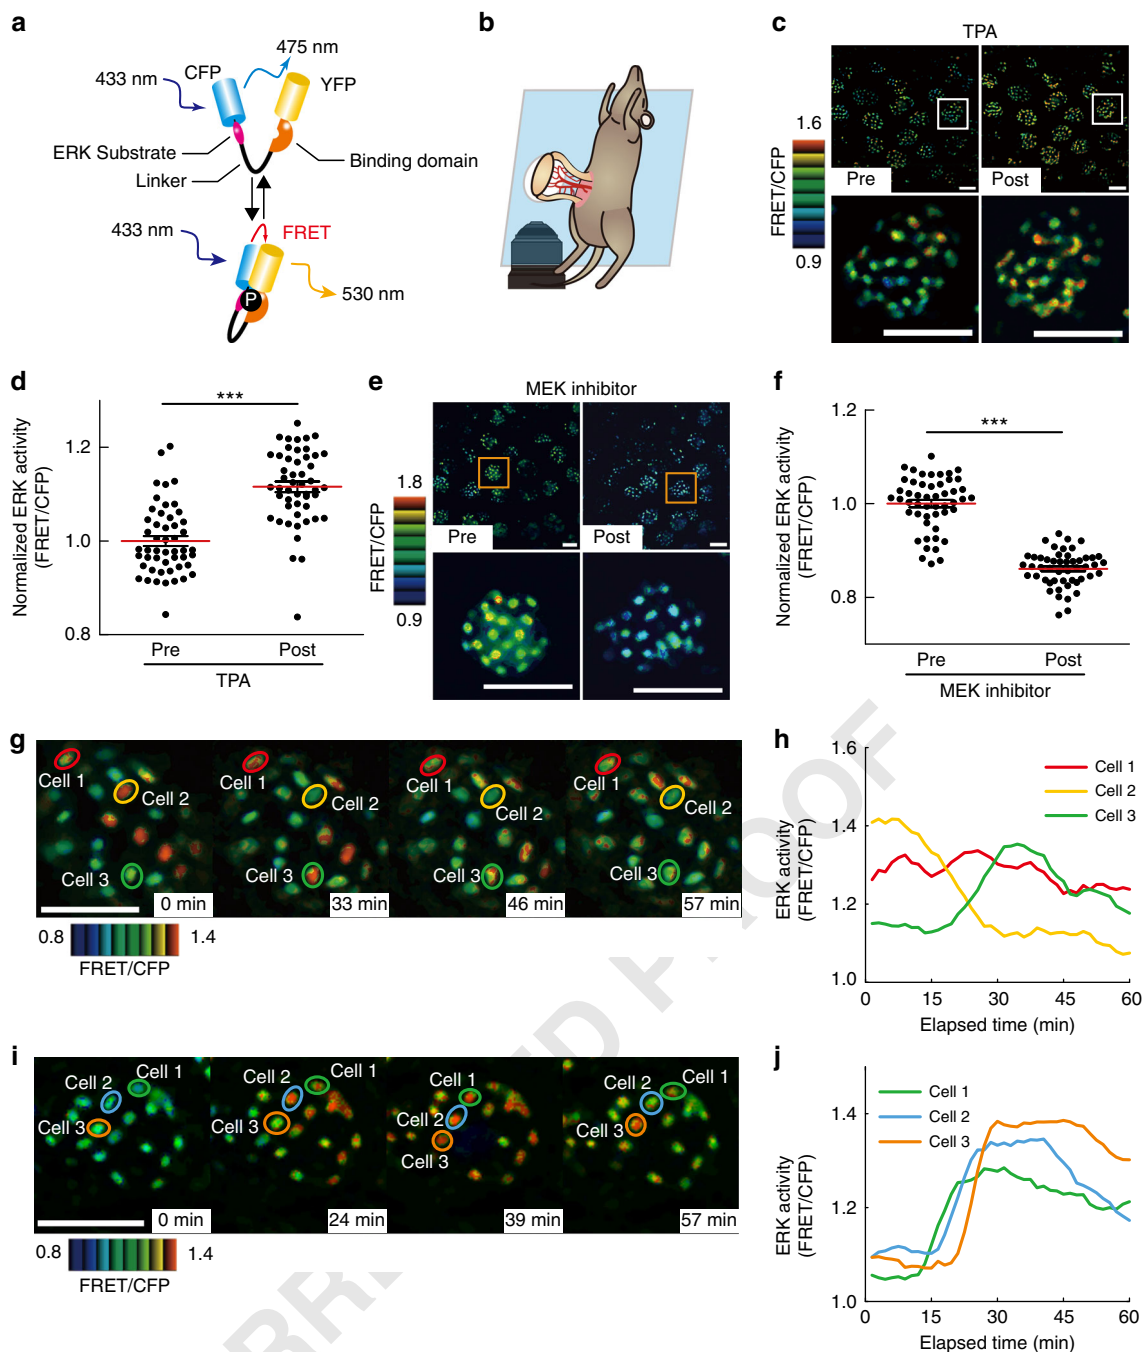 a
CFP
475 nm
433 nm
YFP
ERK Substrate
Linker
Binding domain
433 nm
FRET
P
530 nm
b
c
TPA
1.6
FRET/CFP
0.9
Pre
Post
d
Normalized ERK activity
(FRET/CFP)
***
1.2
1.0
0.8
Pre
Post
TPA
e
MEK inhibitor
1.8
FRET/CFP
0.9
Pre
Post
f
Normalized ERK activity
(FRET/CFP)
1.2
***
1.0
0.8
Pre
Post
MEK inhibitor
g
Cell 1
Cell 2
Cell 3
0 min
Cell 1
Cell 2
Cell 3
33 min
Cell 1
Cell 2
Cell 3
46 min
Cell 1
Cell 2
Cell 3
57 min
0.8
1.4
FRET/CFP
h
ERK activity
(FRET/CFP)
1.6
1.4
1.2
1.0
Cell 1
Cell 2
Cell 3
0
15
30
45
60
Elapsed time (min)
i
Cell 1
Cell 2
Cell 3
0 min
Cell 1
Cell 2
Cell 3
24 min
Cell 1
Cell 2
Cell 3
39 min
Cell 1
Cell 2
Cell 3
57 min
0.8
1.4
FRET/CFP
j
ERK activity
(FRET/CFP)
1.4
1.2
1.0
Cell 1
Cell 2
Cell 3
0
15
30
45
60
Elapsed time (min)